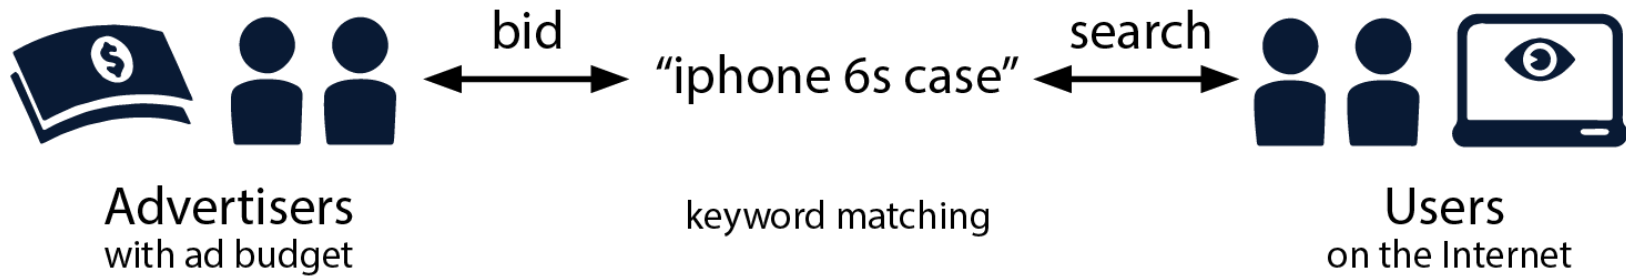 bid
search
“iphone 6s case”
Advertisers
with ad budget
keyword matching
Users
on the Internet